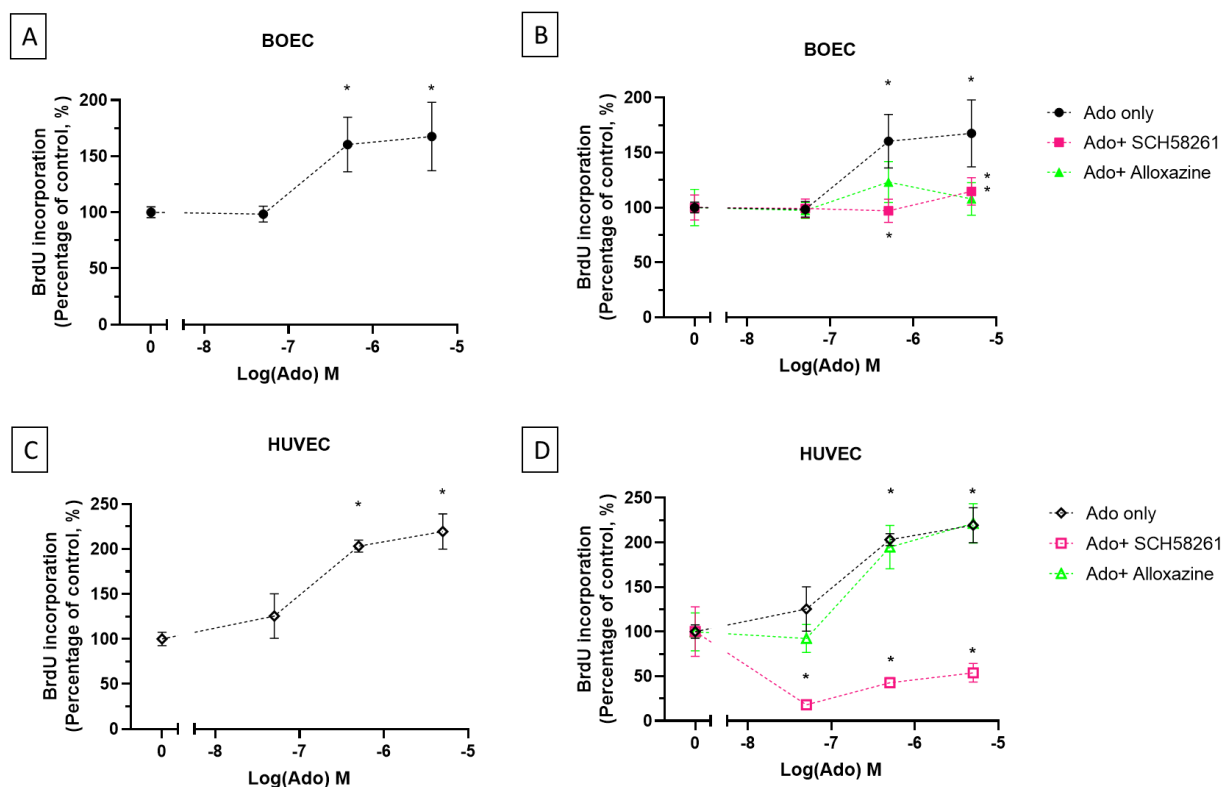 A
BOEC
BrdU incorporation
(Percentage of control, %)
200
150
100
50
0
* *
0 -8 -7 -6 -5
Log(Ado) M
B
BOEC
BrdU incorporation
(Percentage of control, %)
200
150
100
50
0
* *
*
*
*
0 -8 -7 -6 -5
Log(Ado) M
Ado only
Ado+ SCH58261
Ado+ Alloxazine
C
HUVEC
BrdU incorporation
(Percentage of control, %)
250
200
150
100
50
0
* *
0 -8 -7 -6 -5
Log(Ado) M
D
HUVEC
BrdU incorporation
(Percentage of control, %)
250
200
150
100
50
0
* *
* * *
0 -8 -7 -6 -5
Log(Ado) M
Ado only
Ado+ SCH58261
Ado+ Alloxazine